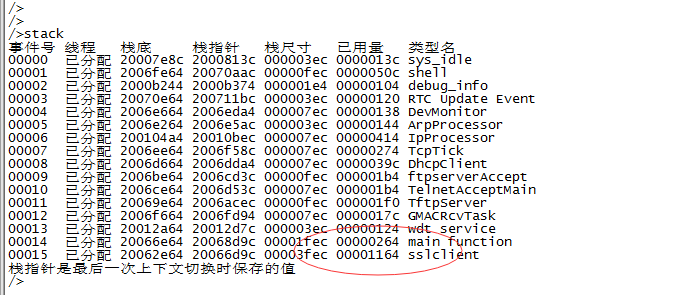 />
/>
/>stack
事件号 线程 栈底 栈指针 栈尺寸 已用量 类型名
00000 已分配 20007e8c 2000813c 000003ec 0000013c sys_idle
00001 已分配 2006fe64 20070aac 00000fec 0000050c shell
00002 已分配 2000b244 2000b374 000001e4 00000104 debug_info
00003 已分配 20070e64 200711bc 000003ec 00000120 RTC Update Event
00004 已分配 2006e664 2006eda4 000007ec 00000138 DevMonitor
00005 已分配 2006e264 2006e5ac 000003ec 00000144 ArpProcessor
00006 已分配 200104a4 20010bec 000007ec 00000414 IpProcessor
00007 已分配 2006ee64 2006f58c 000007ec 00000274 TcpTick
00008 已分配 2006d664 2006dda4 000007ec 0000039c DhcpClient
00009 已分配 2006be64 2006cd3c 00000fec 000001b4 ftpserverAccept
00010 已分配 2006ce64 2006d53c 000007ec 000001b4 TelnetAcceptMain
00011 已分配 20069e64 2006acec 00000fec 000001f0 TftpServer
00012 已分配 2006f664 2006fd94 000007ec 0000017c GMACRcvTask
00013 已分配 20012a64 20012d7c 000003ec 00000124 wdt service
00014 已分配 20066e64 20068d9c 00001fec 00000264 main function
00015 已分配 20062e64 20066d9c 00003fec 00001164 sslclient
栈指针是最后一次上下文切换时保存的值
/>